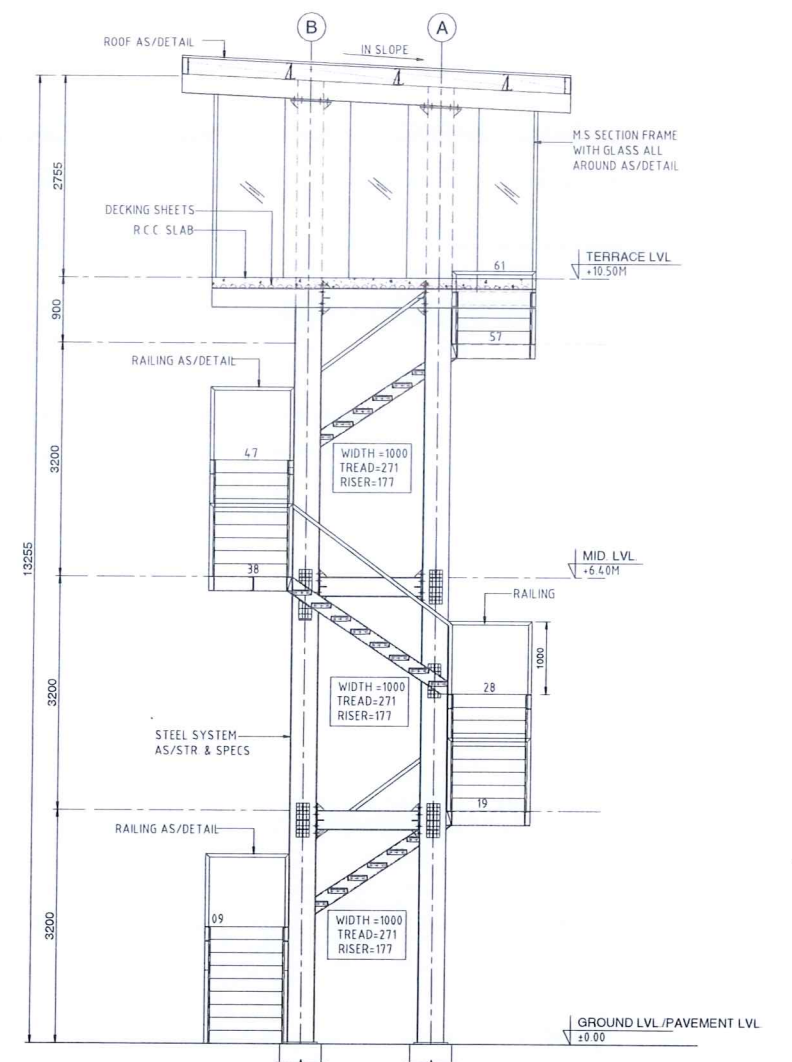 B
A
ROOF AS/DETAIL
IN SLOPE
M.S SECTION FRAME
WITH GLASS ALL
AROUND AS/DETAIL
2755
DECKING SHEETS
R.C.C SLAB
61
TERRACE LVL
+10.50M
900
57
RAILING AS/DETAIL
3200
47
WIDTH =1000
TREAD=271
RISER=177
13255
38
MID. LVL.
+6.40M
RAILING
1000
3200
28
WIDTH =1000
TREAD=271
RISER=177
STEEL SYSTEM
AS/STR & SPECS
19
RAILING AS/DETAIL
3200
09
WIDTH =1000
TREAD=271
RISER=177
GROUND LVL./PAVEMENT LVL.
±0.00